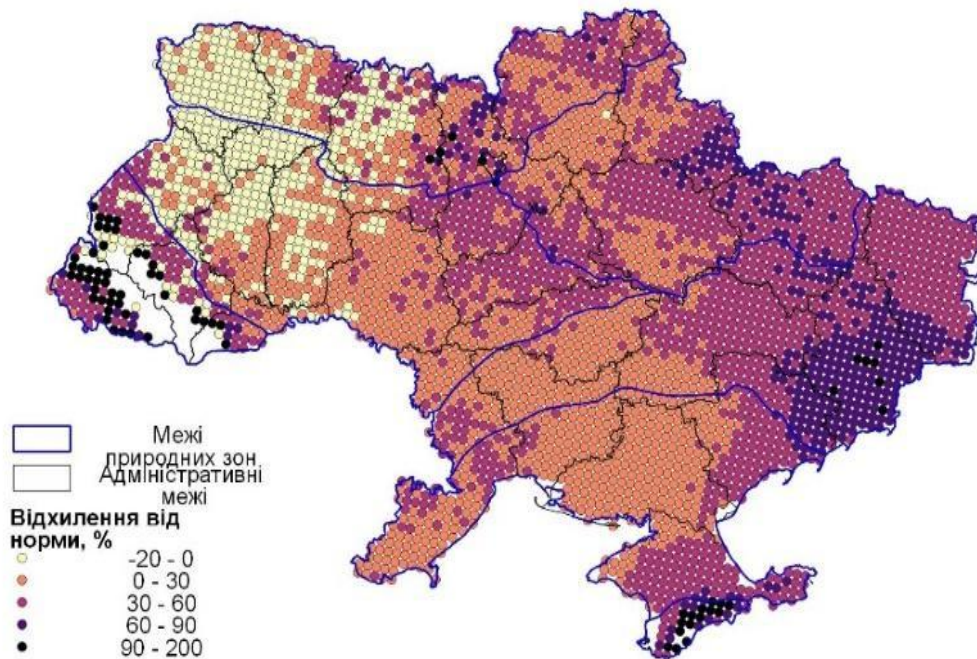 Межі
природних зон
Адміністративні
межі
Відхилення від
норми, %
-20 - 0
0 - 30
30 - 60
60 - 90
90 - 200